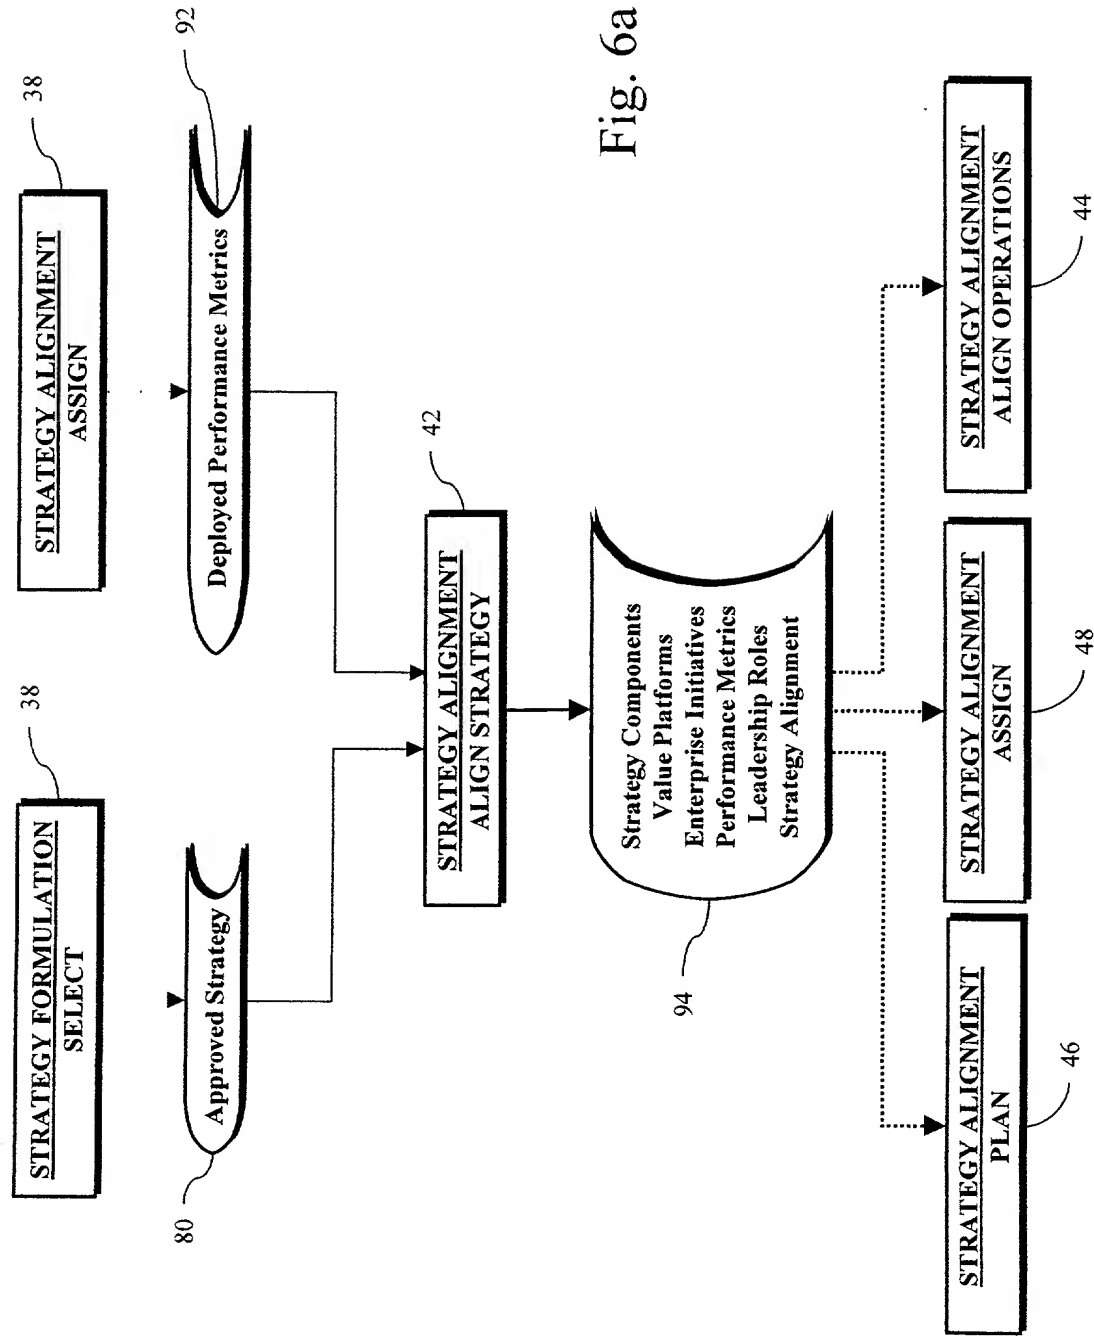 38
38
STRATEGY FORMULATION
SELECT
STRATEGY ALIGNMENT
ASSIGN
92
80
Approved Strategy
Deployed Performance Metrics
42
STRATEGY ALIGNMENT
ALIGN STRATEGY
Strategy Components
Value Platforms
Enterprise Initiatives
Performance Metrics
Leadership Roles
Strategy Alignment
94
Fig. 6a
STRATEGY ALIGNMENT
PLAN
STRATEGY ALIGNMENT
ASSIGN
STRATEGY ALIGNMENT
ALIGN OPERATIONS
46
48
44